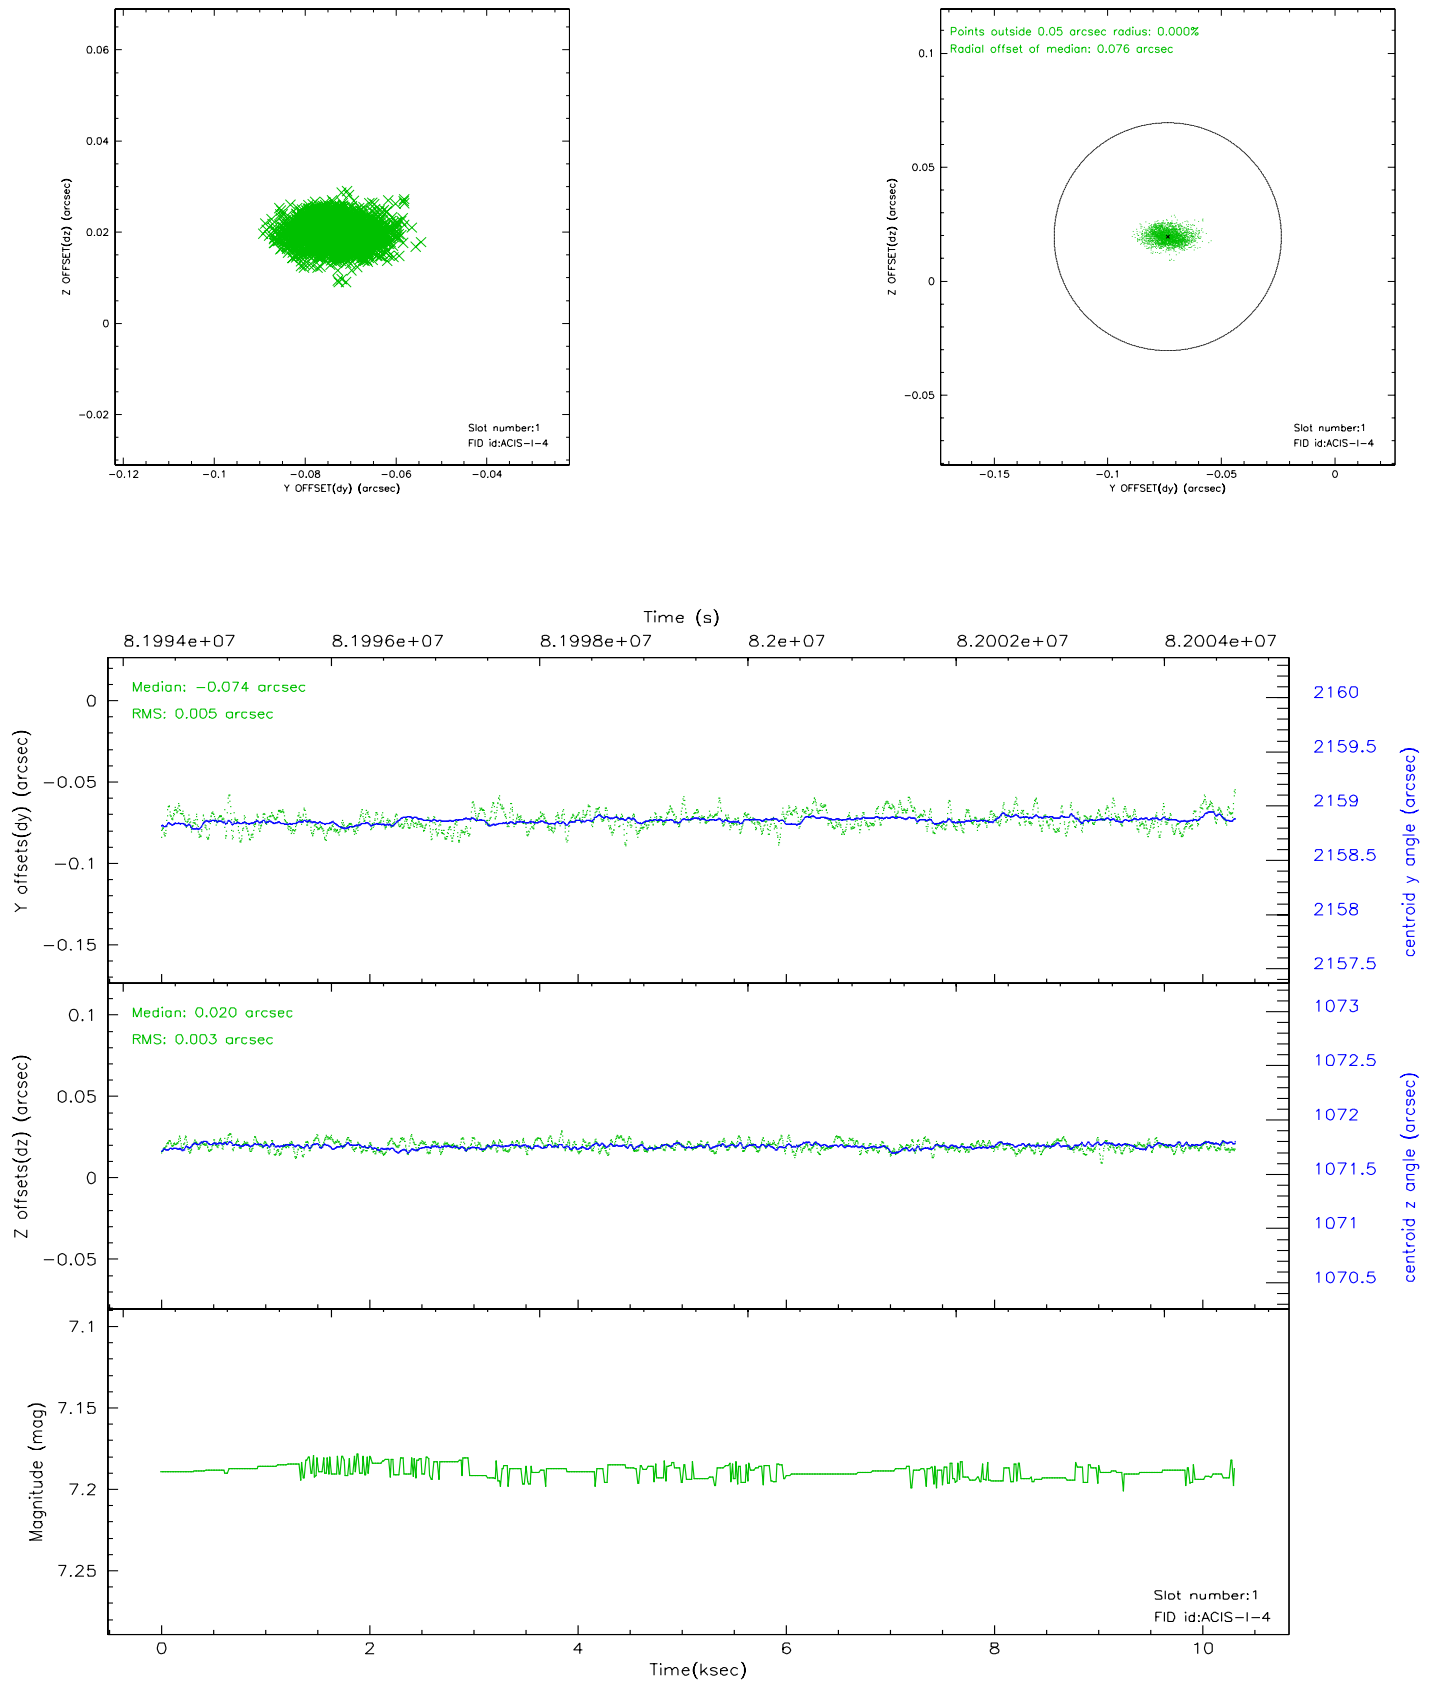 0.06
0.04
0.02
0
−0.02
Z OFFSET(dz) (arcsec)
−0.12
−0.1
−0.08
−0.06
−0.04
Y OFFSET(dy) (arcsec)
Slot number:1
FID id:ACIS−I−4
Points outside 0.05 arcsec radius: 0.000%
Radial offset of median: 0.076 arcsec
0.1
0.05
0
−0.05
Z OFFSET(dz) (arcsec)
−0.15
−0.1
−0.05
0
Y OFFSET(dy) (arcsec)
Slot number:1
FID id:ACIS−I−4
Time (s)
8.1994e+07
8.1996e+07
8.1998e+07
8.2e+07
8.2002e+07
8.2004e+07
Median: −0.074 arcsec
RMS: 0.005 arcsec
0
−0.05
−0.1
−0.15
Y offsets(dy) (arcsec)
2160
2159.5
2159
2158.5
2158
2157.5
centroid y angle (arcsec)
Median: 0.020 arcsec
RMS: 0.003 arcsec
0.1
0.05
0
−0.05
Z offsets(dz) (arcsec)
1073
1072.5
1072
1071.5
1071
1070.5
centroid z angle (arcsec)
7.1
7.15
7.2
7.25
Magnitude (mag)
Slot number:1
FID id:ACIS−I−4
0
2
4
6
8
10
Time(ksec)